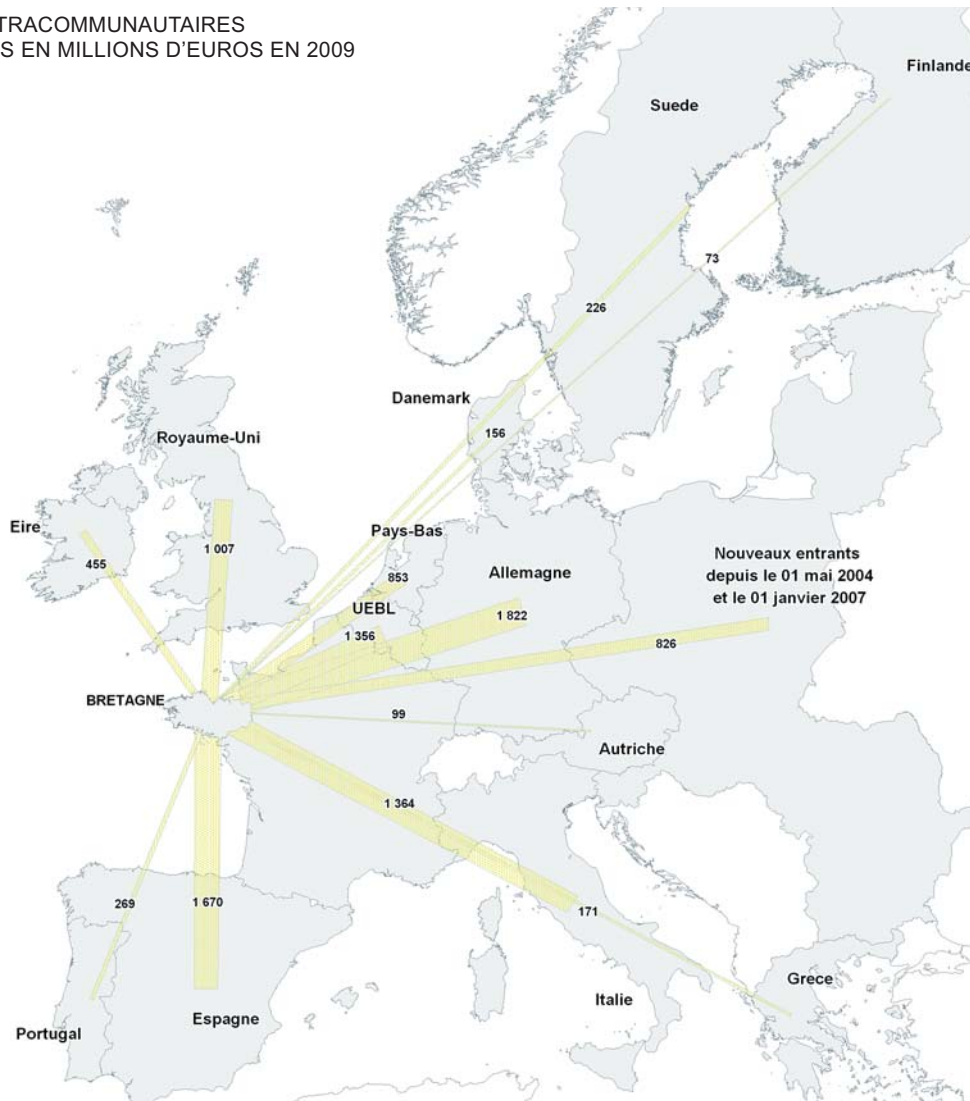 TRACOMMUNAUTAIRES
S EN MILLIONS D'EUROS EN 2009
Finlande
Suede
73
226
Danemark
156
Royaume-Uni
Eire
Pays-Bas
1 007
455
Nouveaux entrants
depuis le 01 mai 2004
et le 01 janvier 2007
Allemagne
853
UEBL
1 822
1 356
826
BRETAGNE
99
Autriche
1 364
269
1 670
171
Grece
Italie
Espagne
Portugal